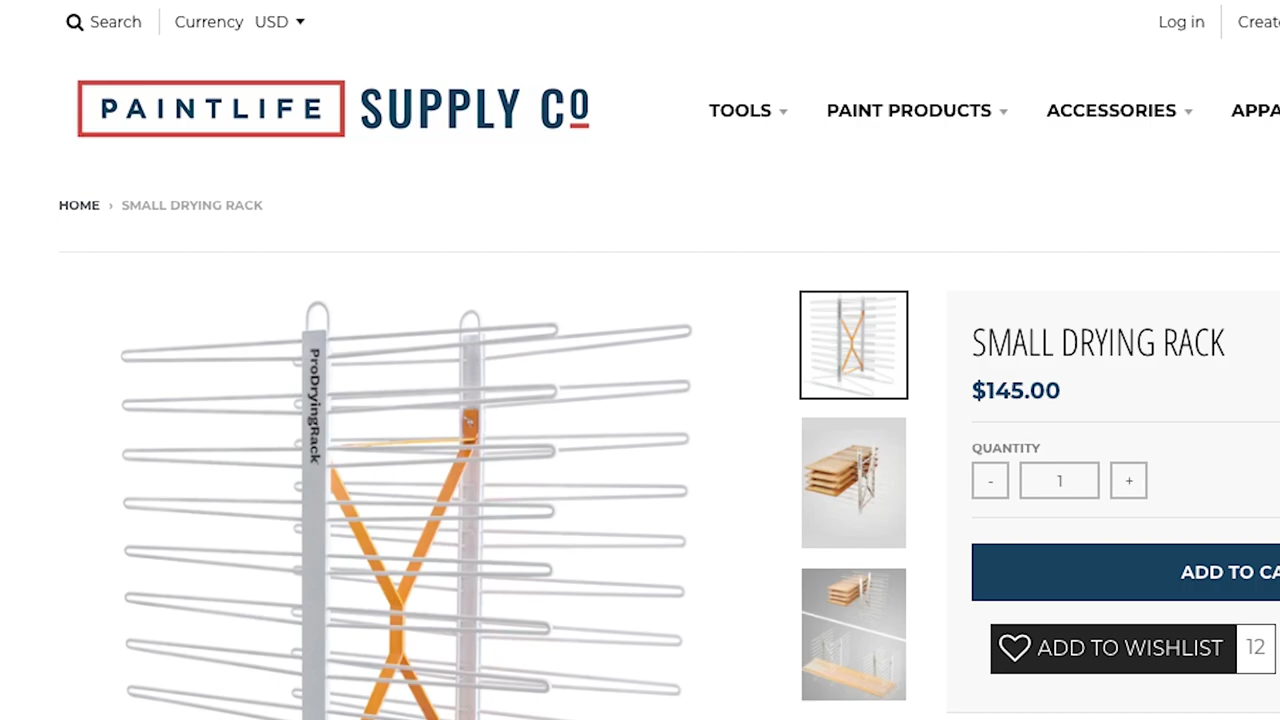 Search
Currency USD
Log in
Create
PAINTLIFE SUPPLY CO
TOOLS
PAINT PRODUCTS
ACCESSORIES
APPA
HOME › SMALL DRYING RACK
ProDryingRack
SMALL DRYING RACK
$145.00
QUANTITY
- 1 +
ADD TO CA
ADD TO WISHLIST 12